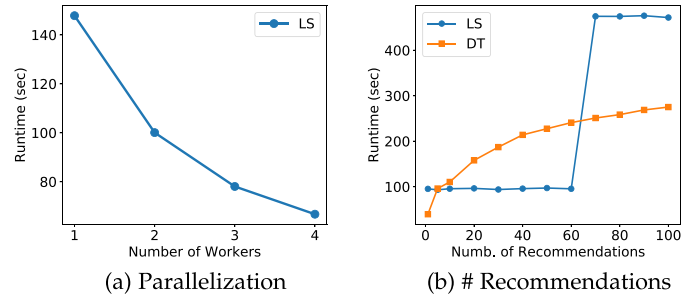 LS
140
120
100
80
Runtime (sec)
1 2 3 4
Number of Workers
(a) Parallelization
LS
DT
400
300
200
100
Runtime (sec)
0 20 40 60 80 100
Numb. of Recommendations
(b) # Recommendations